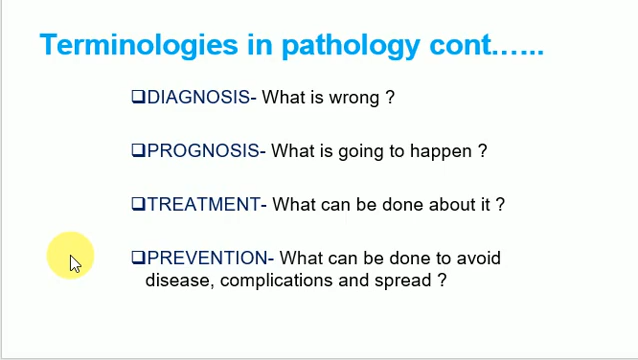 Terminologies in pathology cont......
❑DIAGNOSIS- What is wrong ?
❑PROGNOSIS- What is going to happen ?
❑TREATMENT- What can be done about it ?
❑PREVENTION- What can be done to avoid
disease, complications and spread ?